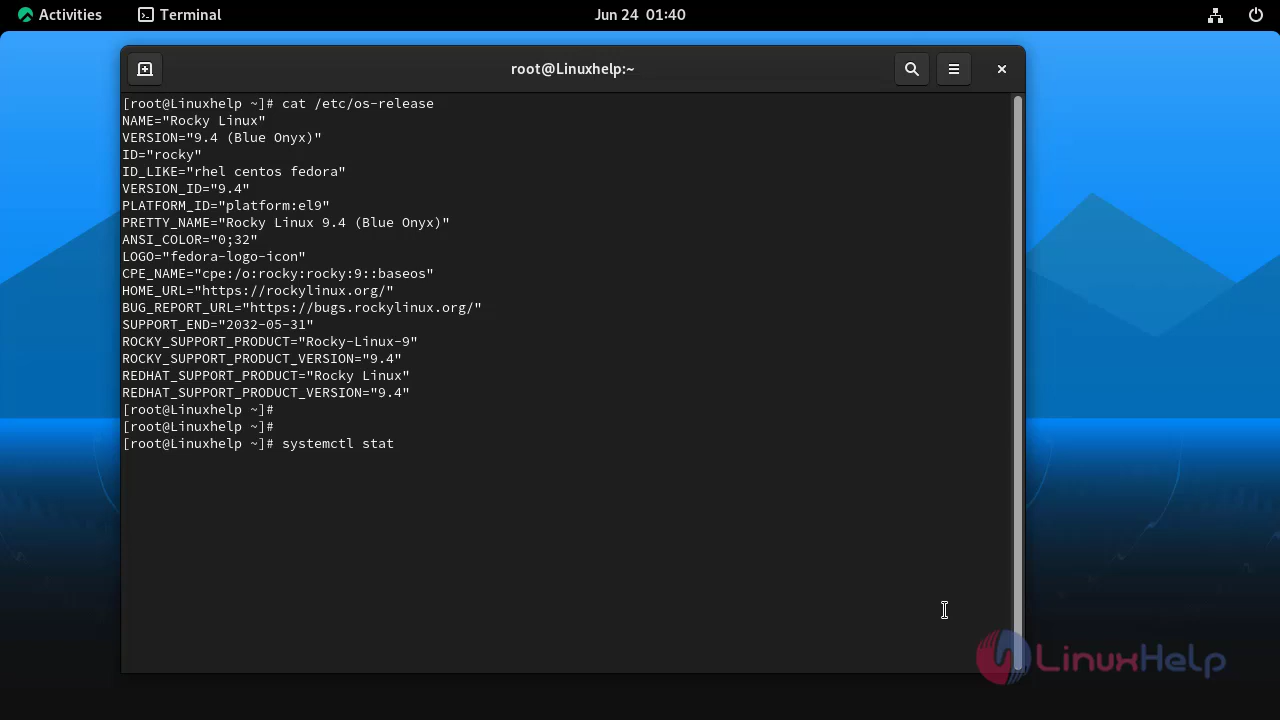 Activities Terminal Jun 24 01:40
root@Linuxhelp:~
[root@Linuxhelp ~]# cat /etc/os-release
NAME="Rocky Linux"
VERSION="9.4 (Blue Onyx)"
ID="rocky"
ID_LIKE="rhel centos fedora"
VERSION_ID="9.4"
PLATFORM_ID="platform:el9"
PRETTY_NAME="Rocky Linux 9.4 (Blue Onyx)"
ANSI_COLOR="0;32"
LOGO="fedora-logo-icon"
CPE_NAME="cpe:/o:rocky:rocky:9::baseos"
HOME_URL="https://rockylinux.org/"
BUG_REPORT_URL="https://bugs.rockylinux.org/"
SUPPORT_END="2032-05-31"
ROCKY_SUPPORT_PRODUCT="Rocky-Linux-9"
ROCKY_SUPPORT_PRODUCT_VERSION="9.4"
REDHAT_SUPPORT_PRODUCT="Rocky Linux"
REDHAT_SUPPORT_PRODUCT_VERSION="9.4"
[root@Linuxhelp ~]#
[root@Linuxhelp ~]#
[root@Linuxhelp ~]# systemctl stat
LinuxHelp